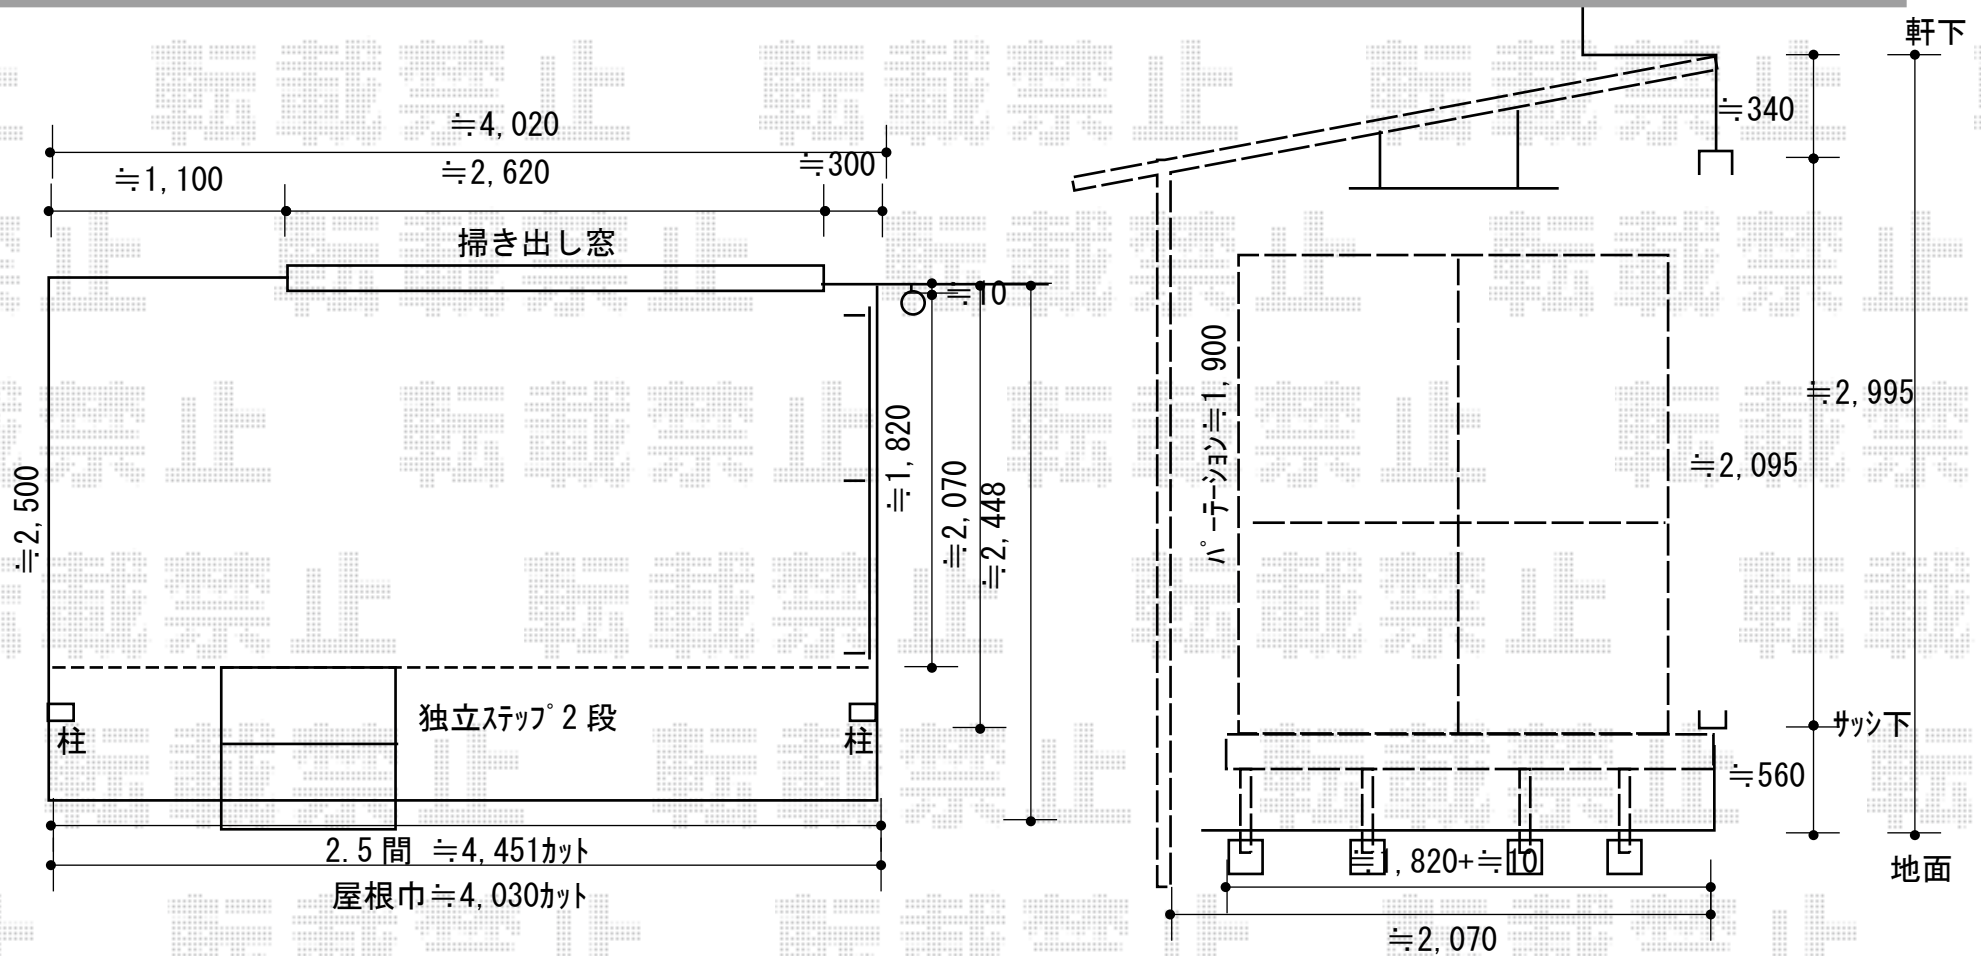 軒下
≒4,020
≒340
≒1,100
≒2,620
≒300
掃き出し窓
≒10
≒2,500
≒1,820
≒2,070
≒2,448
ﾊﾟｰﾃｰｼｮﾝ≒1,900
≒2,995
≒2,095
独立ｽﾃｯﾌﾟ2段
柱
柱
ｻｯｼ下
≒560
2.5間 ≒4,451ｶｯﾄ
≒1,820+≒10
地面
屋根巾≒4,030ｶｯﾄ
≒2,070
転載禁止